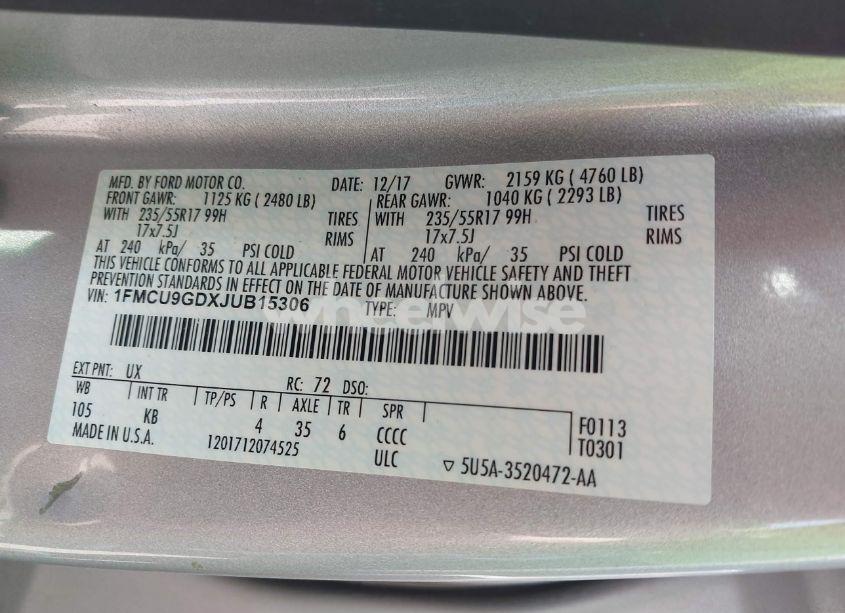 MFD. BY FORD MOTOR CO. DATE: 12/17 GVWR: 2159 KG ( 4760 LB)
FRONT GAWR: 1125 KG ( 2480 LB) REAR GAWR: 1040 KG ( 2293 LB)
WITH 235/55R17 99H TIRES WITH 235/55R17 99H TIRES
17x7.5J RIMS 17x7.5J RIMS
AT 240 kPa/ 35 PSI COLD AT 240 kPa/ 35 PSI COLD
THIS VEHICLE CONFORMS TO ALL APPLICABLE FEDERAL MOTOR VEHICLE SAFETY AND THEFT
PREVENTION STANDARDS IN EFFECT ON THE DATE OF MANUFACTURE SHOWN ABOVE.
VIN: 1FMCU9GDXJUB15306 TYPE: MPV
wheelwise
EXT PNT: UX RC: 72 DSO:
WB INT TR TP/PS R AXLE TR SPR
105 KB 4 35 6 CCCC F0113
MADE IN U.S.A. 1201712074525 ULC T0301
▽ 5U5A-3520472-AA